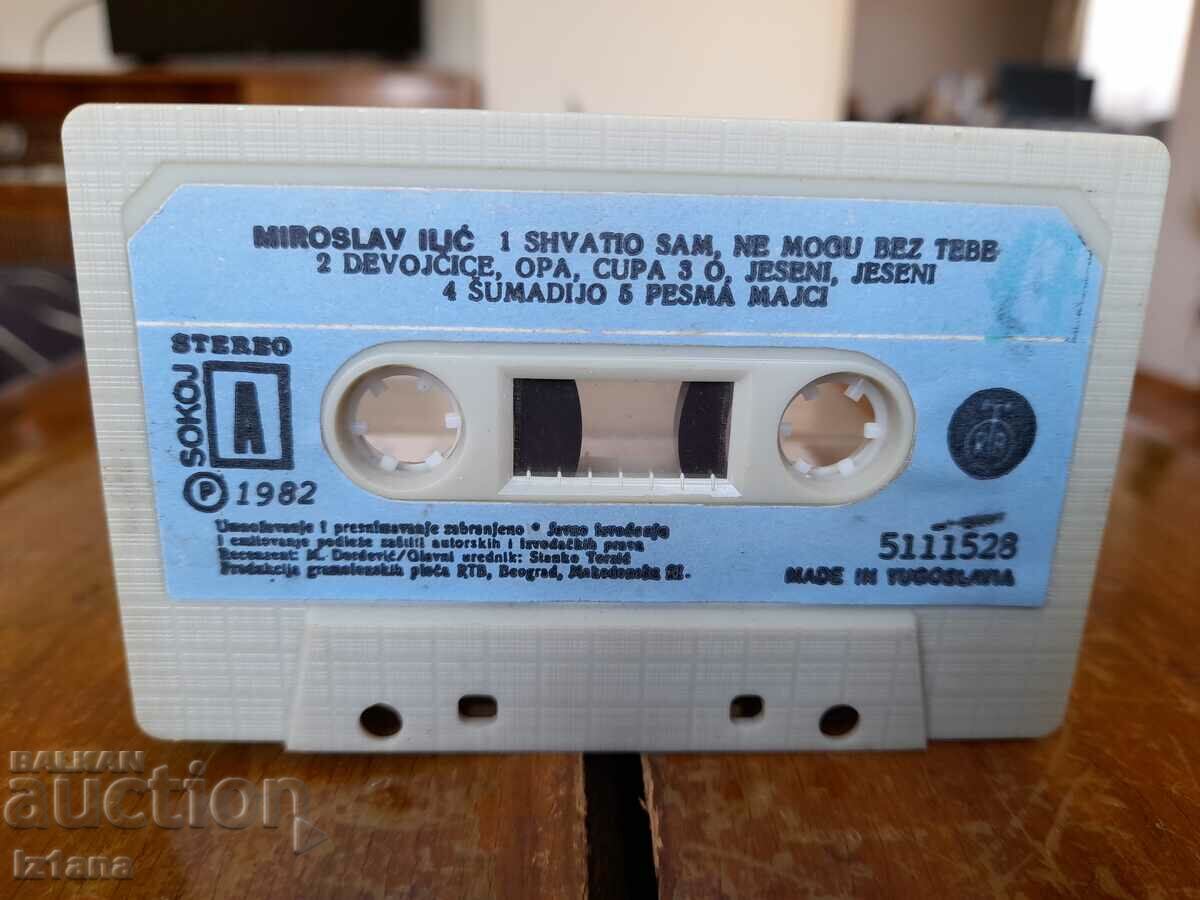 MIROSLAV ILIĆ 1 SHVATIO SAM, NE MOGU BEZ TEBE
2 DEVOJČICE, OPA, CUPA 3 O, JESENI, JESENI
4 ŠUMADIJO 5 PESMA MAJCI
STEREO
SOKOJ
A
RTB
℗ 1982
Umnožavanje i presnimavanje zabranjeno * Javno izvođenje
i emitovanje podleže zaštiti autorskih i izvođačkih prava
Recenzent: M. Đorđević/Glavni urednik: Stanko Terzić
Produkcija gramofonskih ploča RTB, Beograd, Makedonska
5111528
MADE IN YUGOSLAVIA
BALKAN
auction
iz1ana